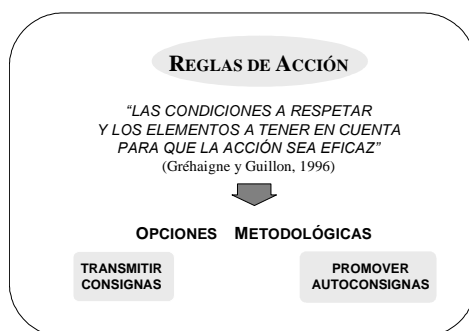 REGLAS DE ACCIÓN
“LAS CONDICIONES A RESPETAR
Y LOS ELEMENTOS A TENER EN CUENTA
PARA QUE LA ACCIÓN SEA EFICAZ”
(Gréhaigne y Guillon, 1996)
OPCIONES METODOLÓGICAS
TRANSMITIR
CONSIGNAS
PROMOVER
AUTOCONSIGNAS